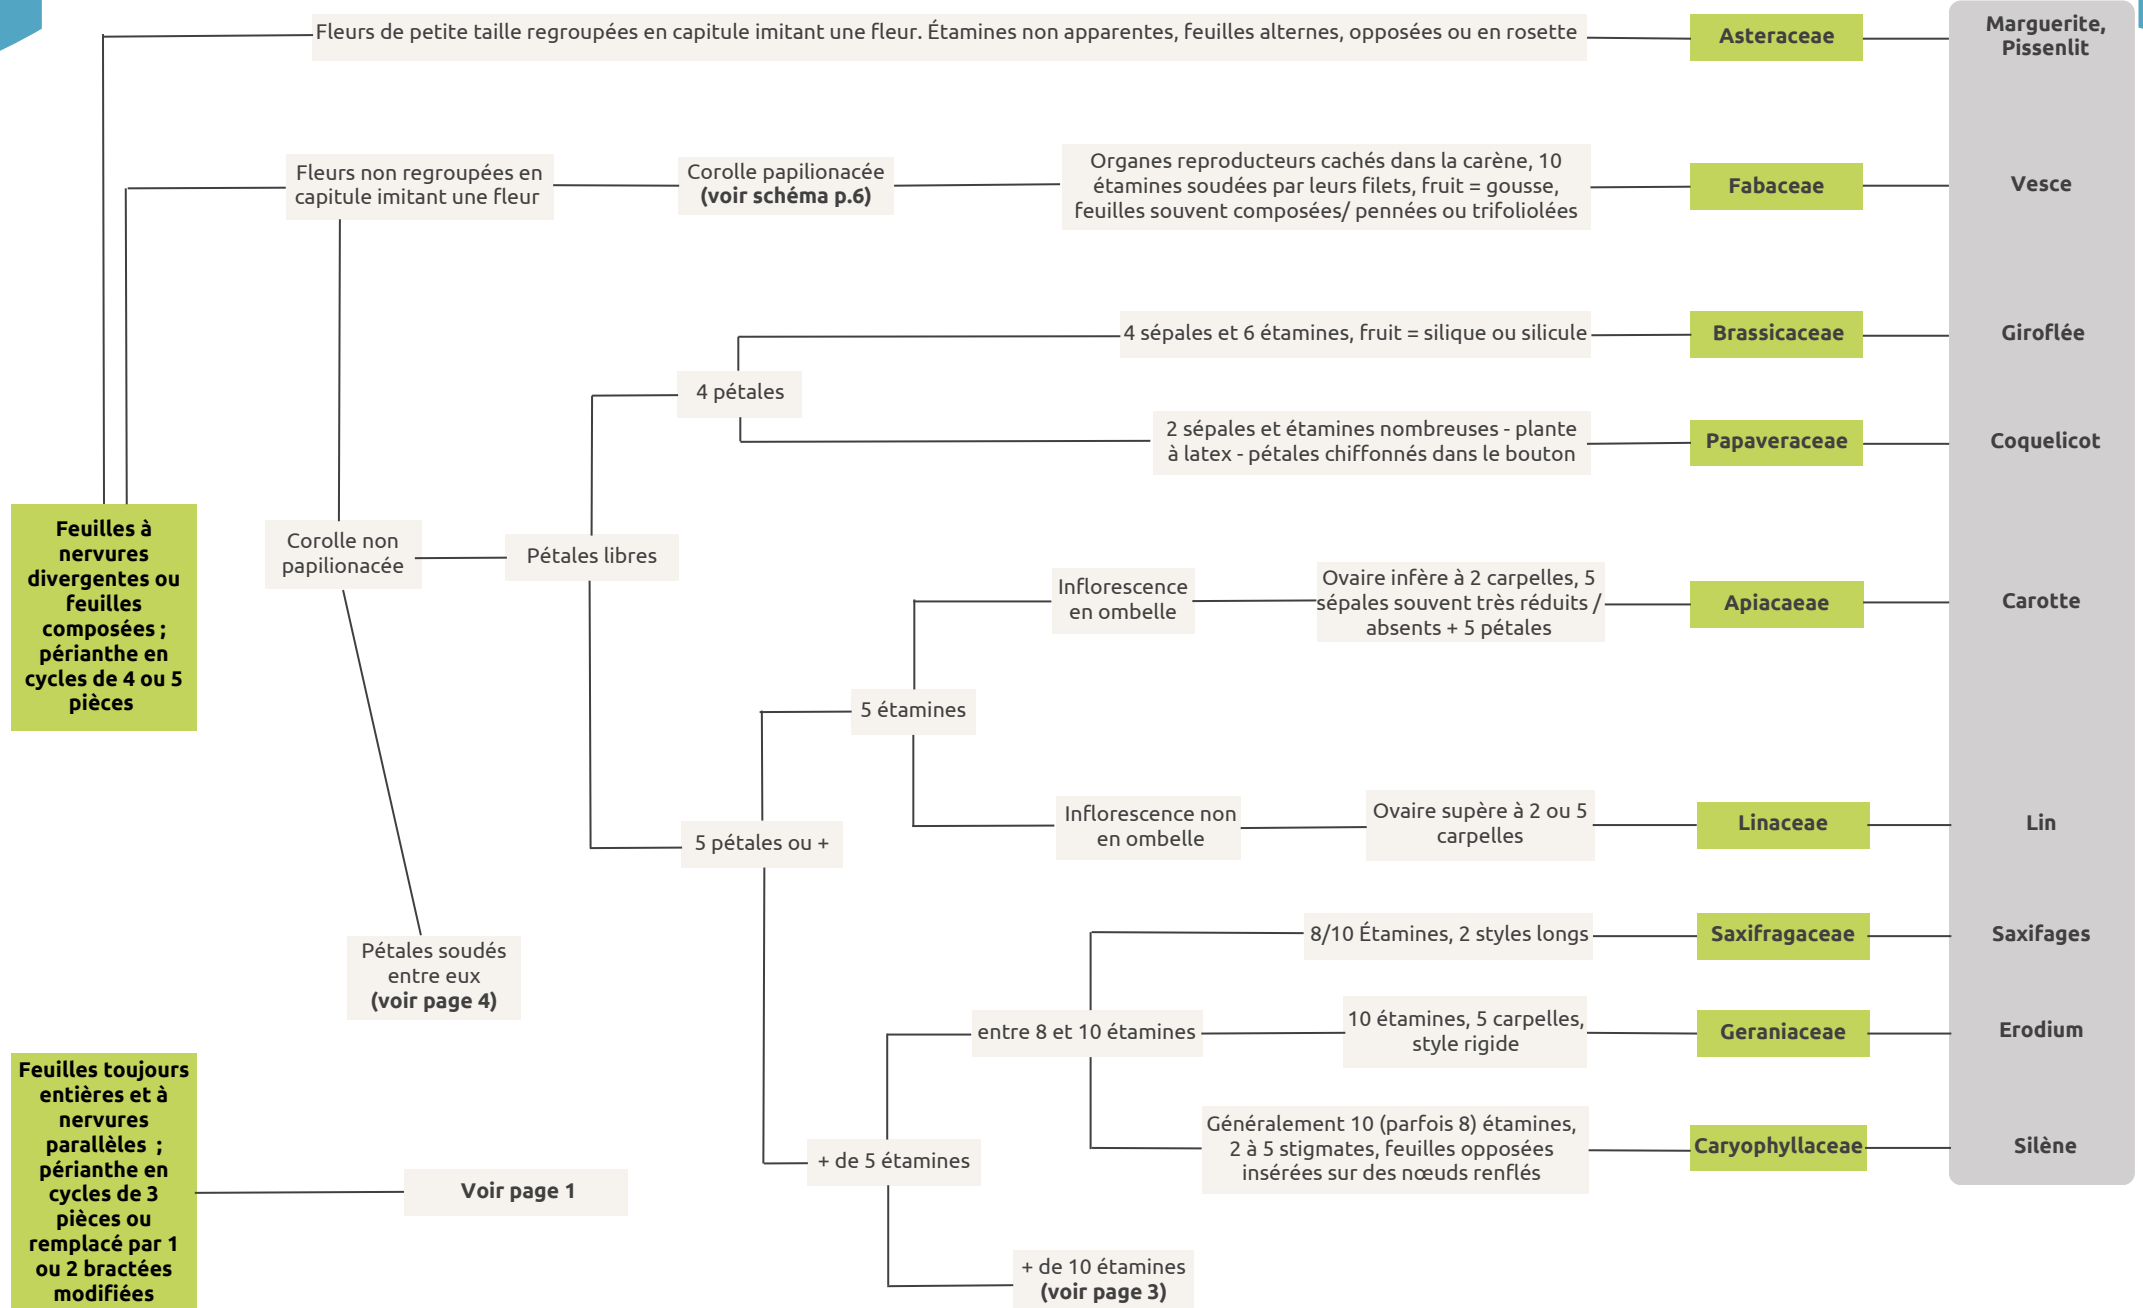 Fleurs de petite taille regroupées en capitule imitant une fleur. Étamines non apparentes, feuilles alternes, opposées ou en rosette
Asteraceae
Marguerite,
Pissenlit
Fleurs non regroupées en
capitule imitant une fleur
Corolle papilionacée
(voir schéma p.6)
Organes reproducteurs cachés dans la carène, 10
étamines soudées par leurs filets, fruit = gousse,
feuilles souvent composées/ pennées ou trifoliolées
Fabaceae
Vesce
4 sépales et 6 étamines, fruit = silique ou silicule
Brassicaceae
Giroflée
4 pétales
2 sépales et étamines nombreuses - plante
à latex - pétales chiffonnés dans le bouton
Papaveraceae
Coquelicot
Feuilles à
nervures
divergentes ou
feuilles
composées ;
périanthe en
cycles de 4 ou 5
pièces
Corolle non
papilionacée
Pétales libres
Inflorescence
en ombelle
Ovaire infère à 2 carpelles, 5
sépales souvent très réduits /
absents + 5 pétales
Apiacaeae
Carotte
5 étamines
Inflorescence non
en ombelle
Ovaire supère à 2 ou 5
carpelles
Linaceae
Lin
5 pétales ou +
Pétales soudés
entre eux
(voir page 4)
8/10 Étamines, 2 styles longs
Saxifragaceae
Saxifages
entre 8 et 10 étamines
10 étamines, 5 carpelles,
style rigide
Geraniaceae
Erodium
Généralement 10 (parfois 8) étamines,
2 à 5 stigmates, feuilles opposées
insérées sur des nœuds renflés
Caryophyllaceae
Silène
+ de 5 étamines
+ de 10 étamines
(voir page 3)
Feuilles toujours
entières et à
nervures
parallèles ;
périanthe en
cycles de 3
pièces ou
remplacé par 1
ou 2 bractées
modifiées
Voir page 1